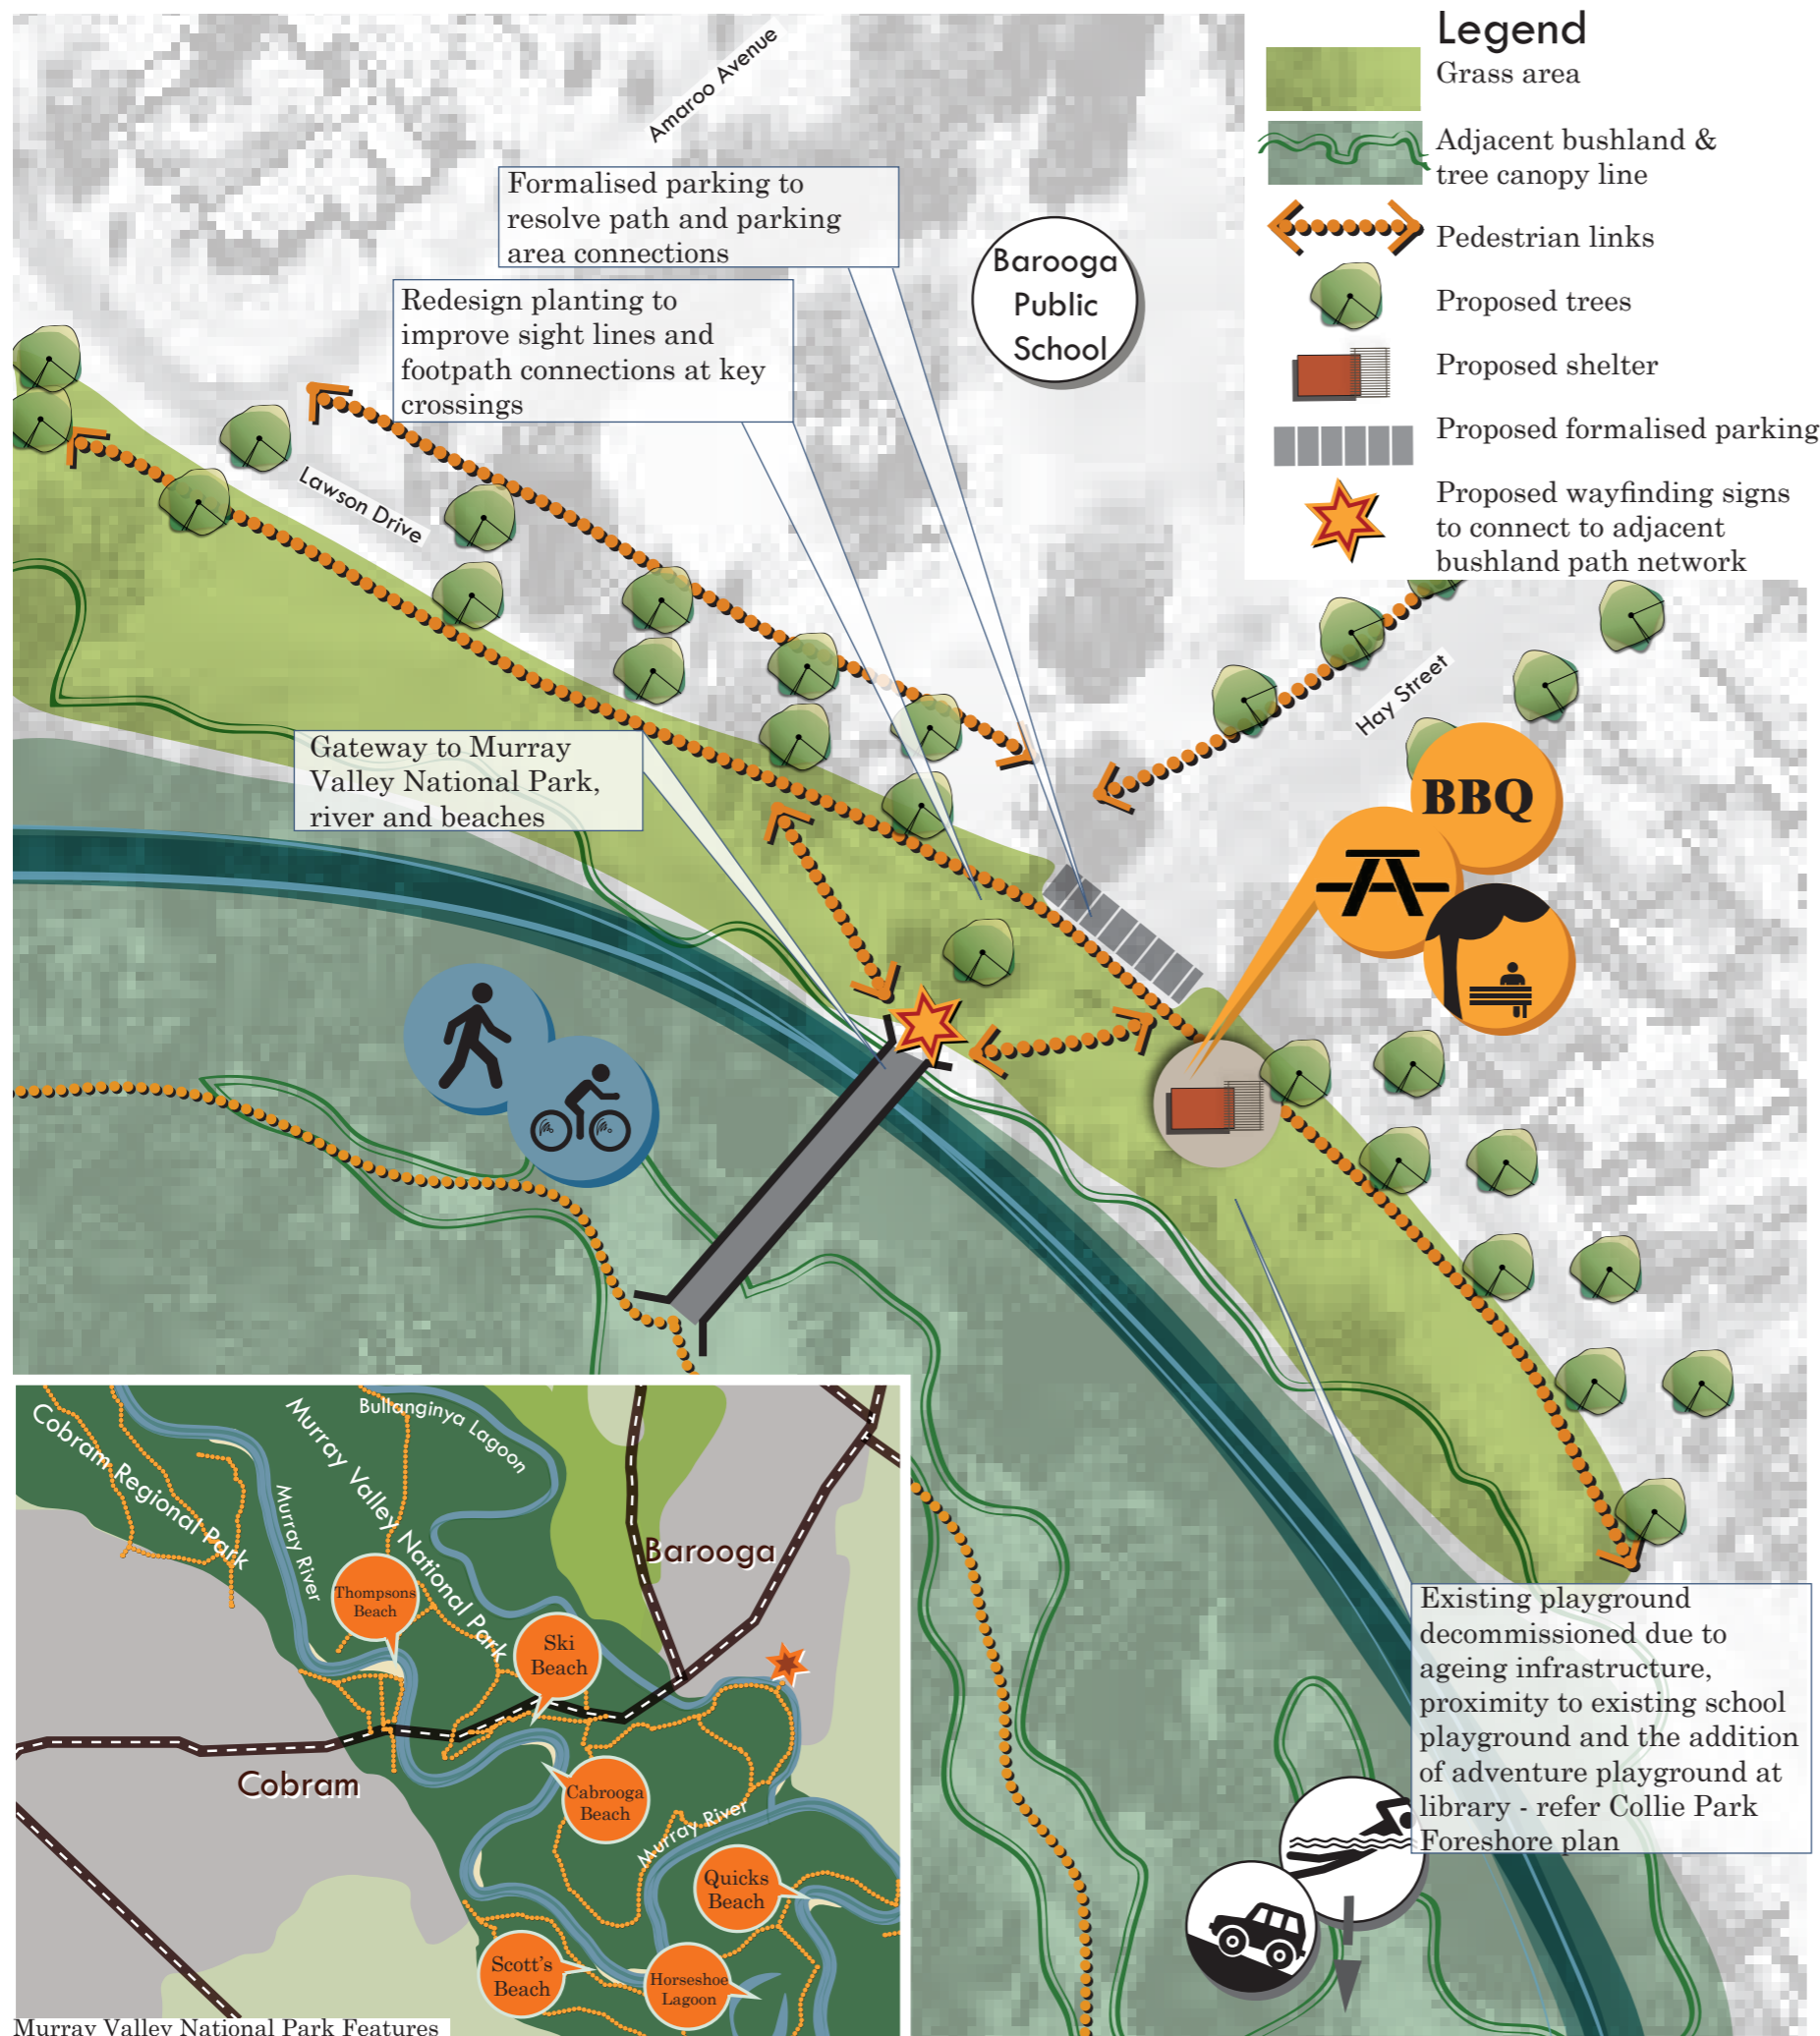 Legend
Grass area
Adjacent bushland &
tree canopy line
Pedestrian links
Proposed trees
Proposed shelter
Proposed formalised parking
Proposed wayfinding signs
to connect to adjacent
bushland path network
Amaroo Avenue
Formalised parking to
resolve path and parking
area connections
Barooga
Public
School
Redesign planting to
improve sight lines and
footpath connections at key
crossings
Lawson Drive
Hay Street
Gateway to Murray
Valley National Park,
river and beaches
BBQ
Existing playground
decommissioned due to
ageing infrastructure,
proximity to existing school
playground and the addition
of adventure playground at
library - refer Collie Park
Foreshore plan
Cobram Regional Park
Murray River
Murray Valley National Park
Bullanginya Lagoon
Barooga
Thompsons
Beach
Ski
Beach
Cobram
Cabrooga
Beach
Murray River
Quicks
Beach
Scott's
Beach
Horseshoe
Lagoon
Murray Valley National Park Features